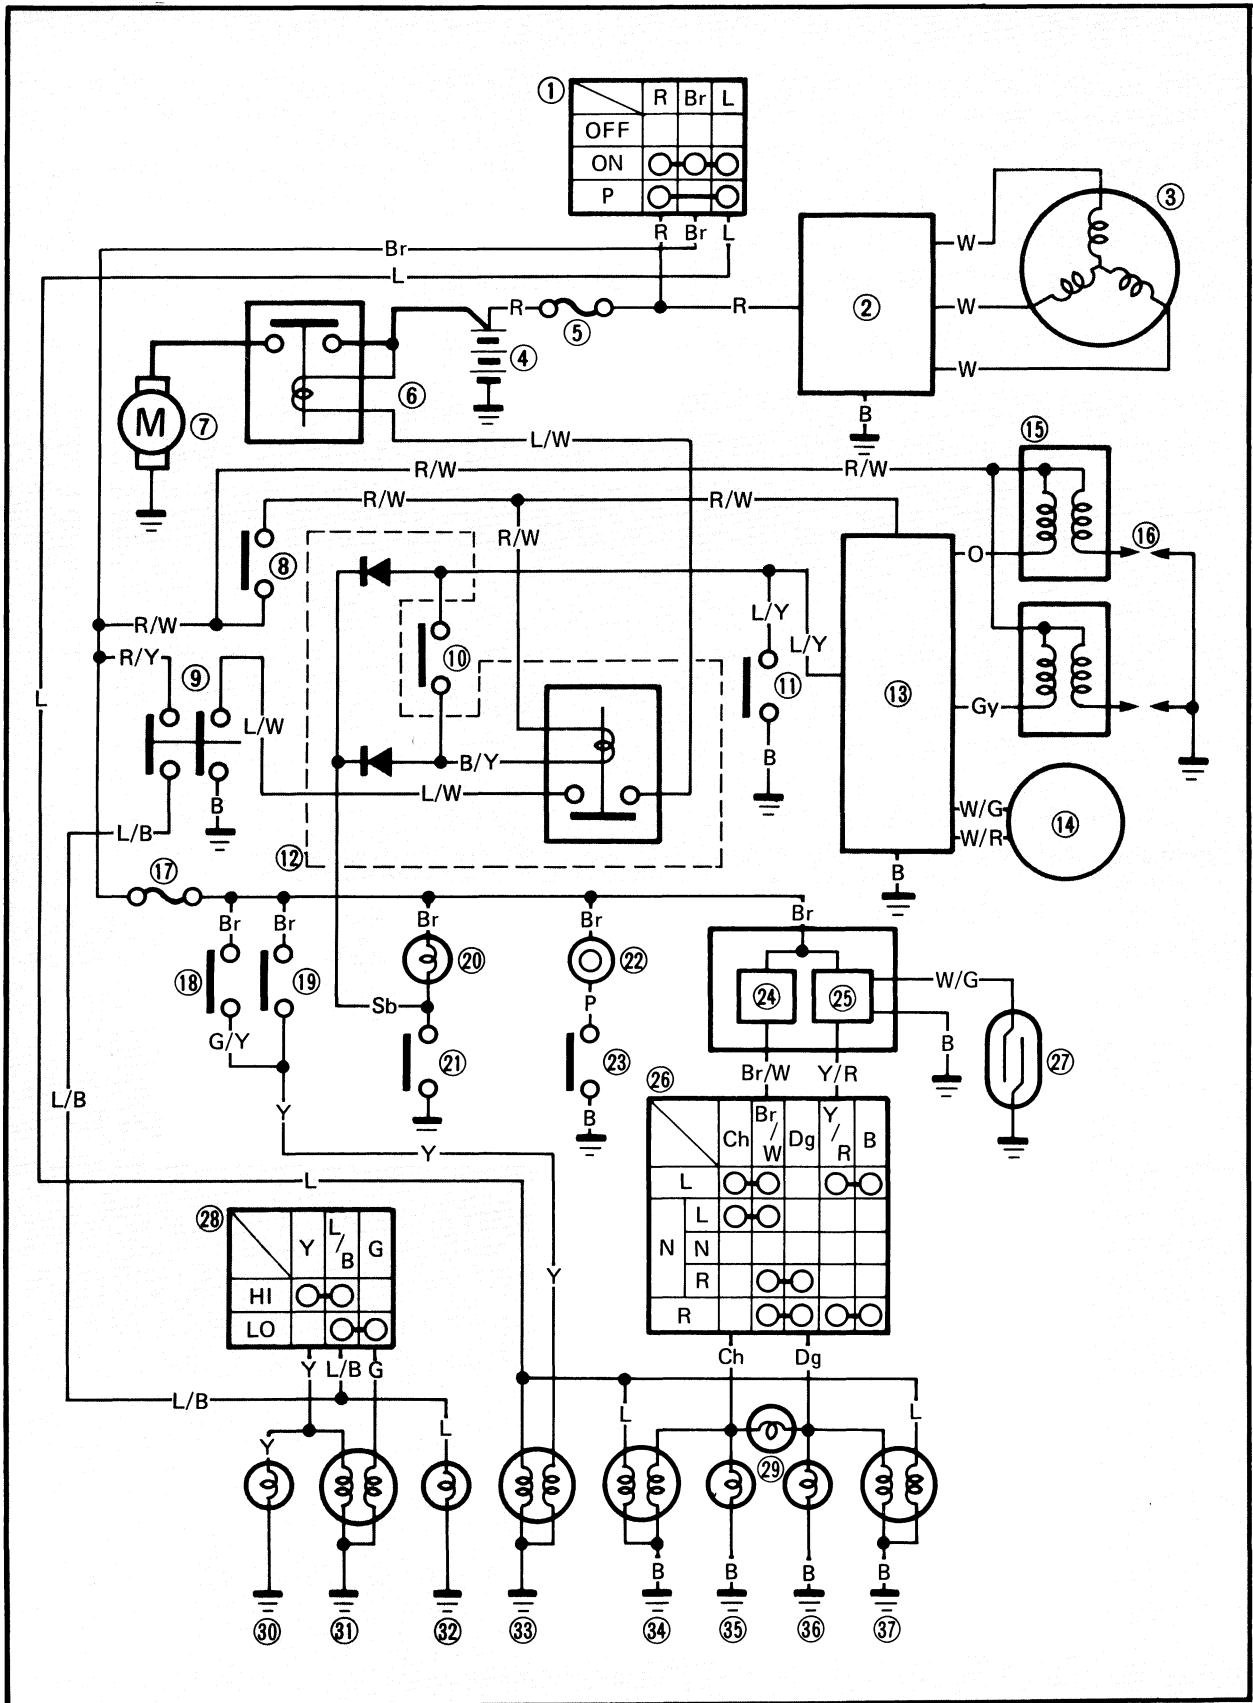 ① R Br L
OFF
ON
P
R Br L
Br
L
W
③
R
⑤
R
②
W
④
⑥
W
M
⑦
B
L/W
⑮
R/W
R/W
R/W
R/W
R/W
O
⑯
⑧
L/Y
L/Y
R/W
R/Y
⑨
⑩
⑪
⑬
L
L/W
Gy
B/Y
B
L/W
B
L/B
W/G
W/R
⑭
⑫
⑰
B
Br
Br
Br
Br
Br
⑱
⑲
⑳
㉒
W/G
㉔
㉕
Sb
P
G/Y
㉑
㉓
B
㉗
L/B
Br/W
Y/R
Y
B
㉖
Ch Br/W Dg Y/R B
Y
L
L
N
L
N
R
R
㉘
Y L/B G
HI
LO
Y
Y L/B G
Ch
Dg
L/B
L
L
L
Y
㉙
B
B
B
B
㉚
㉛
㉜
㉝
㉞
㉟
㊱
㊲